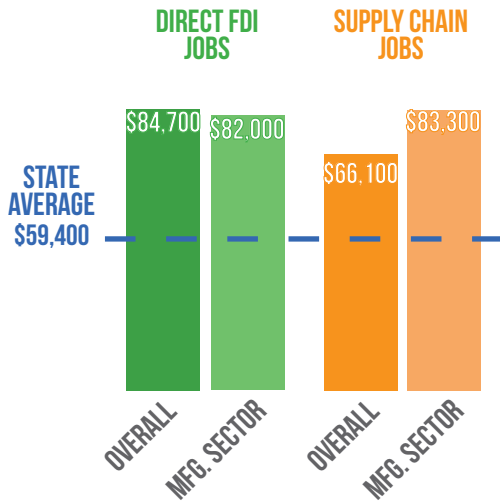 DIRECT FDI
JOBS
SUPPLY CHAIN
JOBS
$84,700
$82,000
$66,100
$83,300
STATE
AVERAGE
$59,400
OVERALL
MFG. SECTOR
OVERALL
MFG. SECTOR